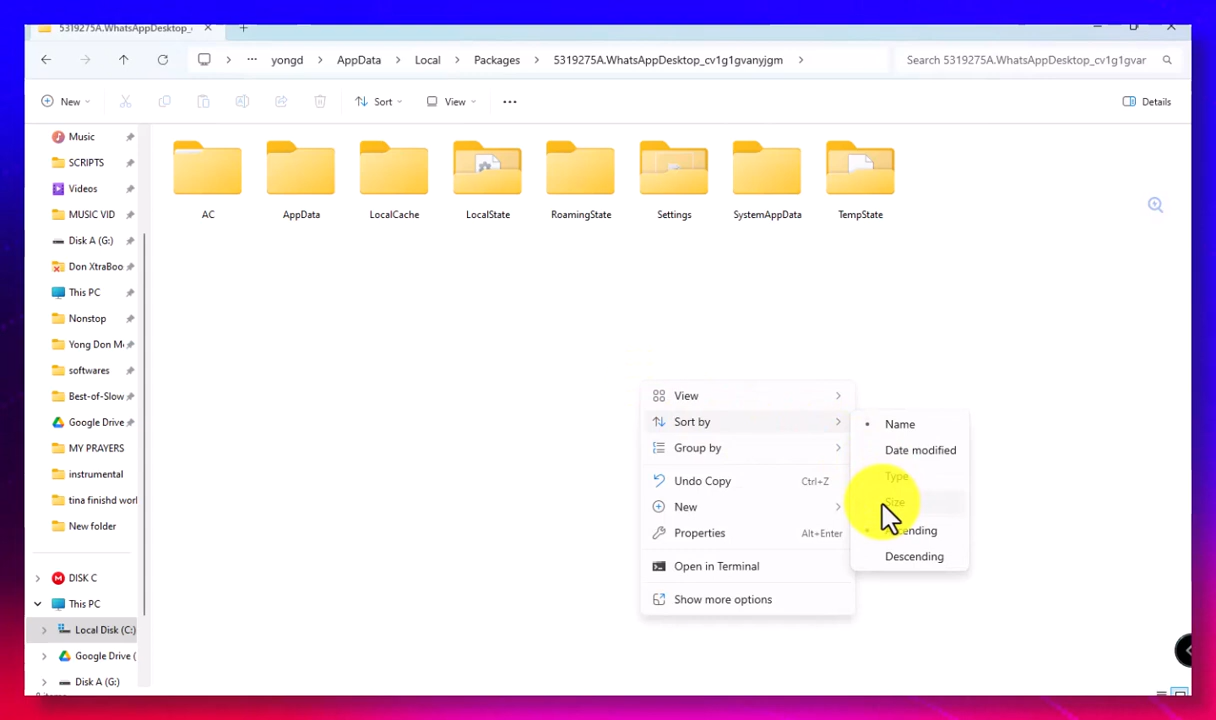 5319275A.WhatsAppDesktop_
yongd
AppData
Local
Packages
5319275A.WhatsAppDesktop_cv1g1gvanyjgm
Search 5319275A.WhatsAppDesktop_cv1g1gvar
New
Sort
View
Details
Music
SCRIPTS
Videos
MUSIC VID
Disk A (G:)
Don XtraBoo
This PC
Nonstop
Yong Don M
softwares
Best-of-Slow
Google Drive
MY PRAYERS
instrumental
tina finishd worl
New folder
DISK C
This PC
Local Disk (C:)
Google Drive (
Disk A (G:)
AC
AppData
LocalCache
LocalState
RoamingState
Settings
SystemAppData
TempState
View
Sort by
Group by
Undo Copy Ctrl+Z
New
Properties Alt+Enter
Open in Terminal
Show more options
Name
Date modified
Type
Size
Ascending
Descending